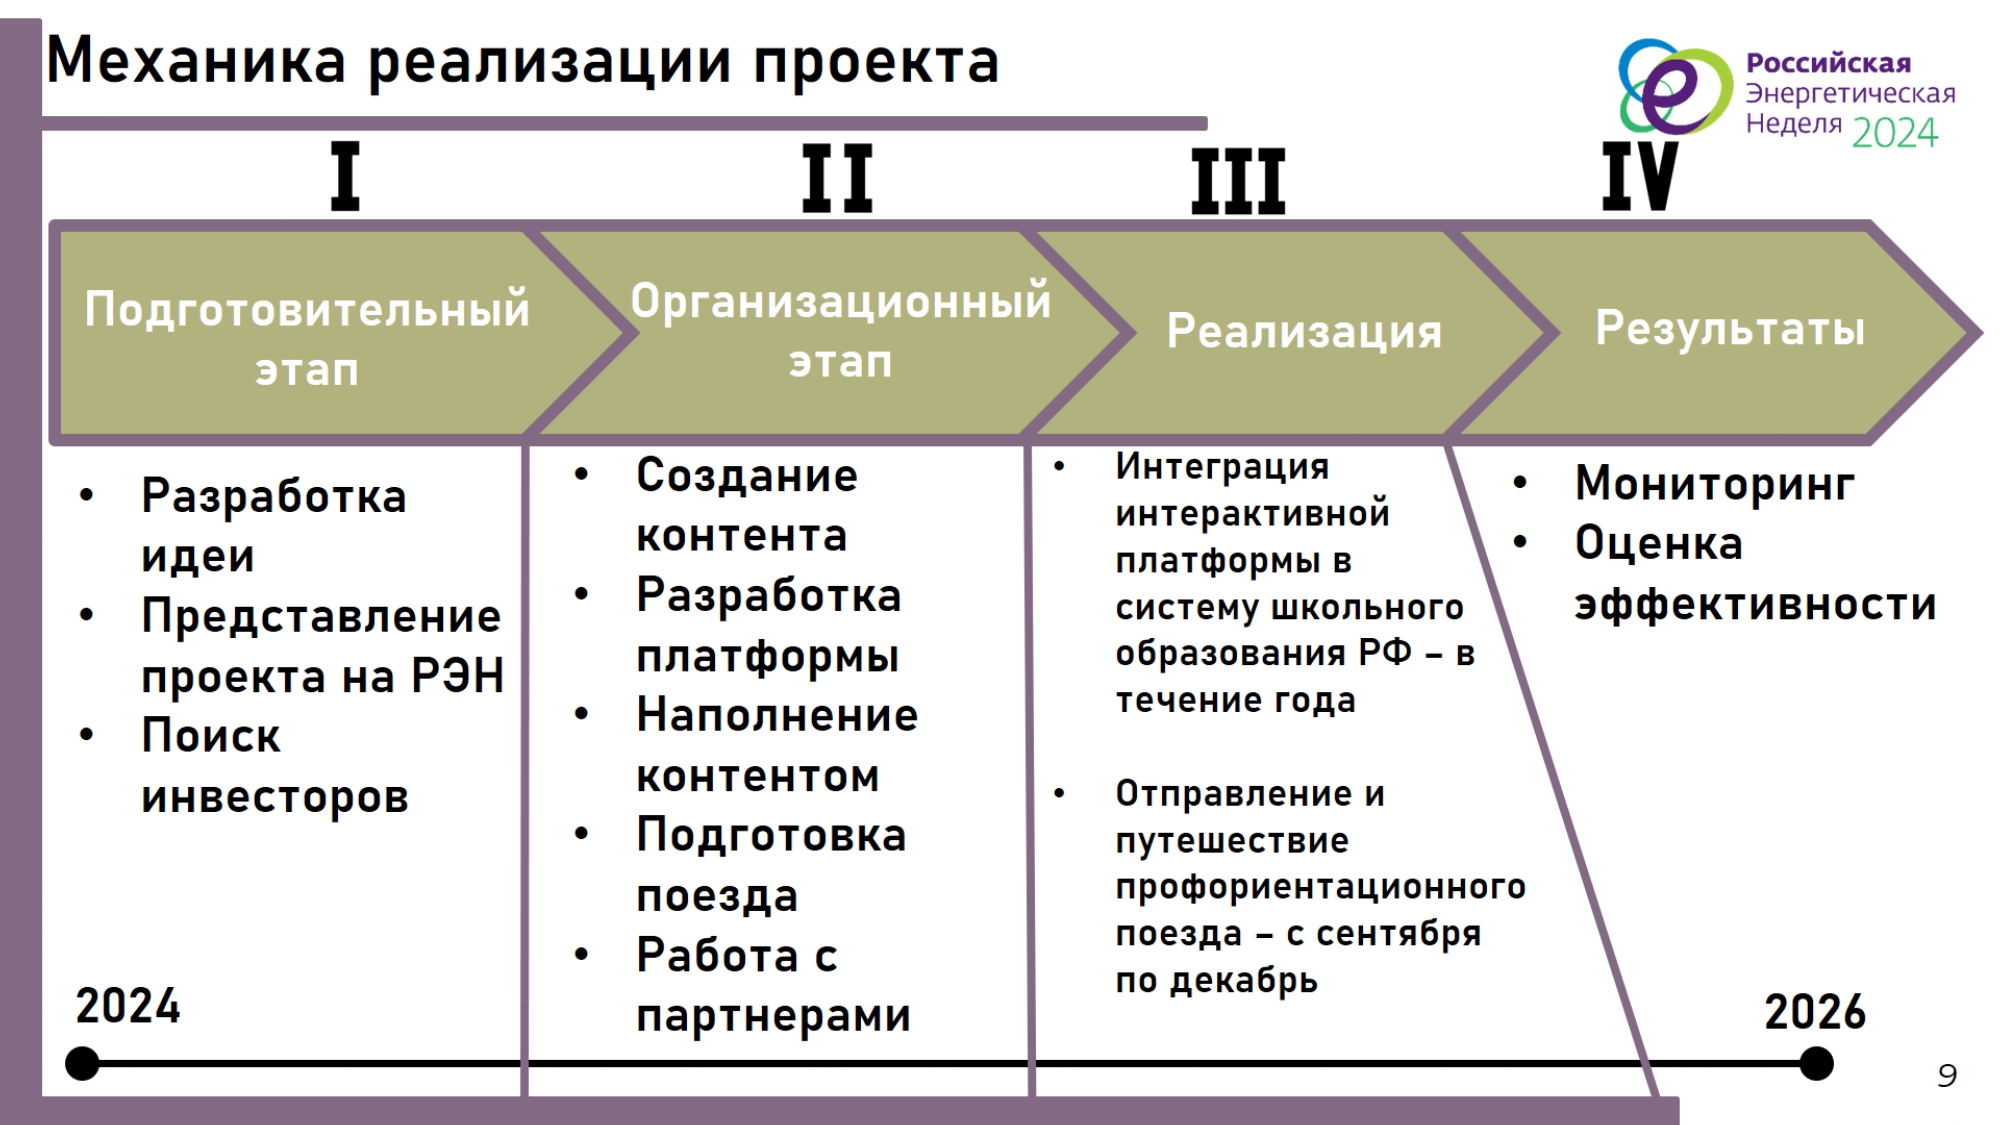 Механика реализации проекта
Российская
Энергетическая
Неделя 2024
I
II
III
IV
Подготовительный
этап
Организационный
этап
Реализация
Результаты
• Разработка
идеи
• Представление
проекта на РЭН
• Поиск
инвесторов
• Создание
контента
• Разработка
платформы
• Наполнение
контентом
• Подготовка
поезда
• Работа с
партнерами
• Интеграция
интерактивной
платформы в
систему школьного
образования РФ – в
течение года
• Отправление и
путешествие
профориентационного
поезда – с сентября
по декабрь
• Мониторинг
• Оценка
эффективности
2024
2026
9